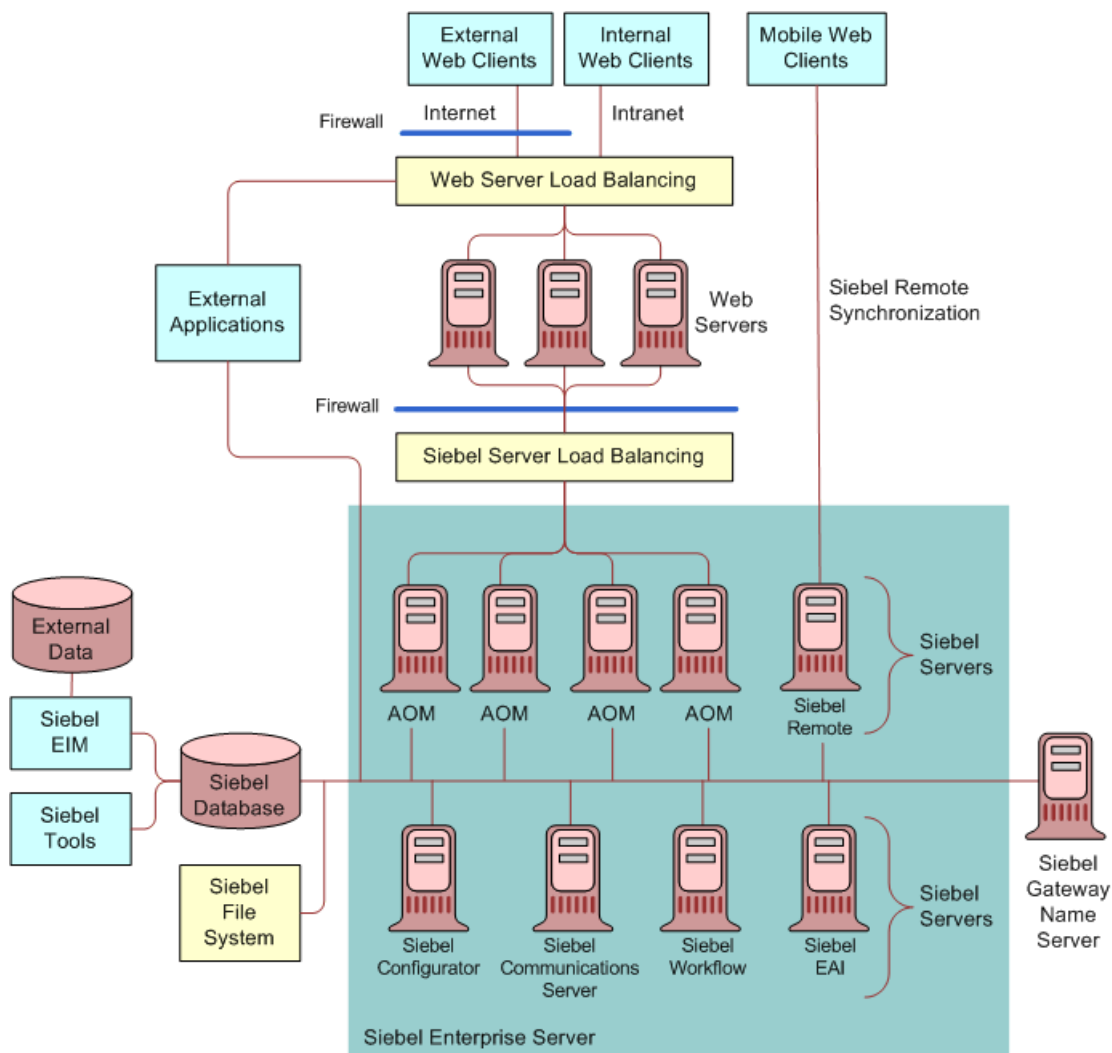 External
Web Clients
Internal
Web Clients
Mobile Web
Clients
Firewall
Internet
Intranet
Web Server Load Balancing
External
Applications
Web
Servers
Siebel Remote
Synchronization
Firewall
Siebel Server Load Balancing
External
Data
Siebel
EIM
Siebel
Tools
Siebel
Database
Siebel
File
System
AOM
AOM
AOM
AOM
Siebel
Remote
Siebel
Servers
Siebel
Configurator
Siebel
Communications
Server
Siebel
Workflow
Siebel
EAI
Siebel
Servers
Siebel
Gateway
Name
Server
Siebel Enterprise Server